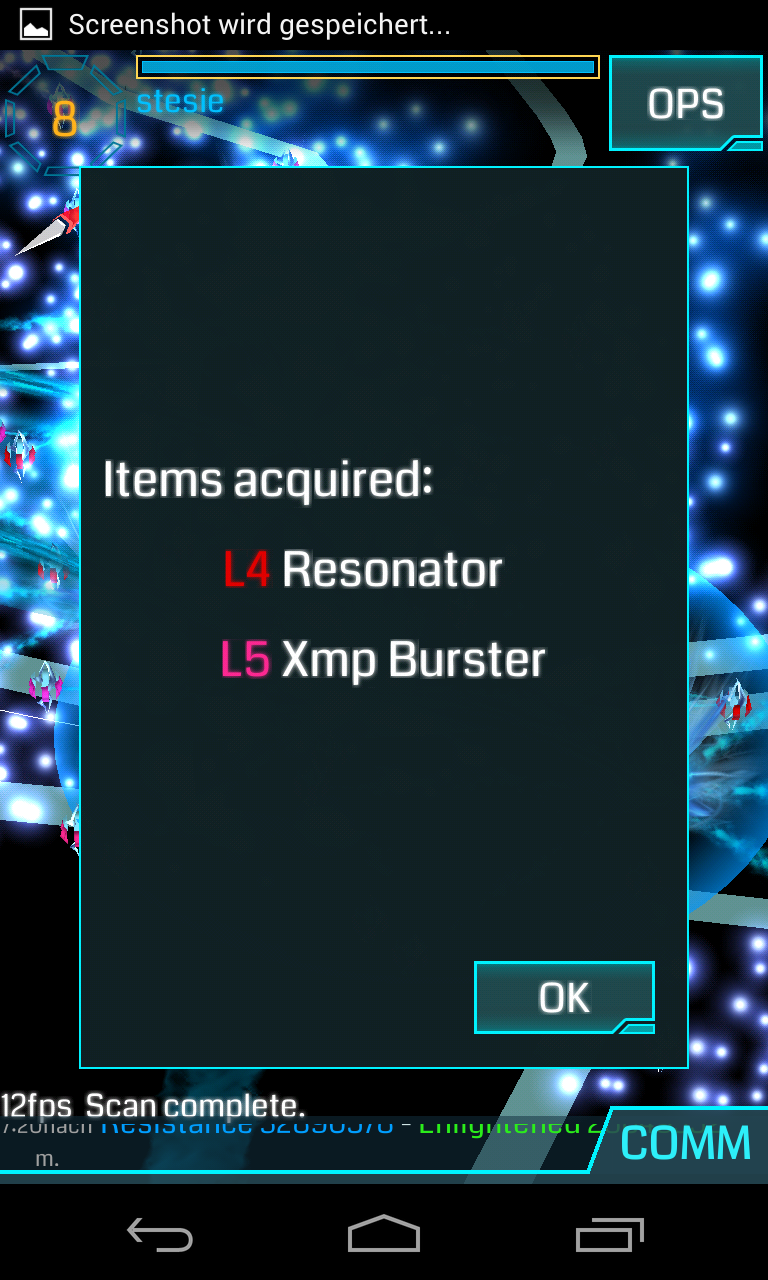 Screenshot wird gespeichert...
8
stesie
OPS
Items acquired:
L4 Resonator
L5 Xmp Burster
OK
12fps Scan complete.
Resistance - Enlightened
m.
COMM